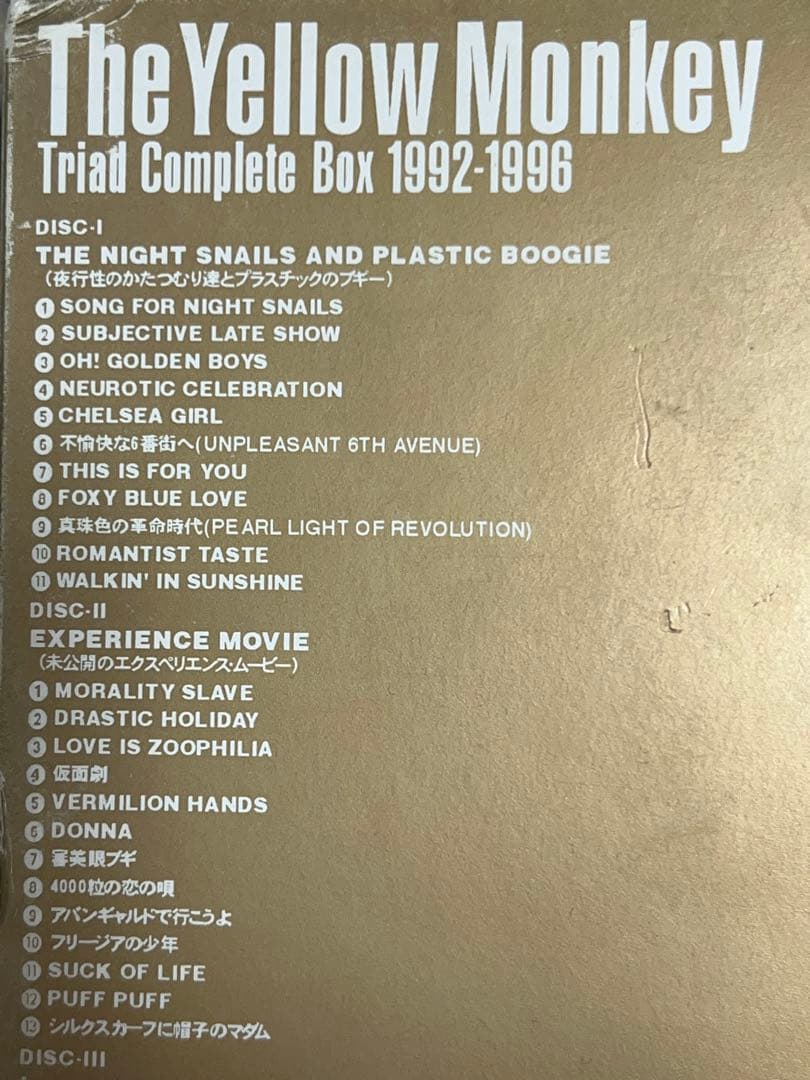 The Yellow Monkey
Triad Complete Box 1992-1996
DISC-I
THE NIGHT SNAILS AND PLASTIC BOOGIE
(夜行性のかたつむり達とプラスチックのブギー)
1 SONG FOR NIGHT SNAILS
2 SUBJECTIVE LATE SHOW
3 OH! GOLDEN BOYS
4 NEUROTIC CELEBRATION
5 CHELSEA GIRL
6 不愉快な6番街へ(UNPLEASANT 6TH AVENUE)
7 THIS IS FOR YOU
8 FOXY BLUE LOVE
9 真珠色の革命時代(PEARL LIGHT OF REVOLUTION)
10 ROMANTIST TASTE
11 WALKIN' IN SUNSHINE
DISC-II
EXPERIENCE MOVIE
(未公開のエクスペリエンス・ムービー)
1 MORALITY SLAVE
2 DRASTIC HOLIDAY
3 LOVE IS ZOOPHILIA
4 仮面劇
5 VERMILION HANDS
6 DONNA
7 審美眼ブギ
8 4000粒の恋の唄
9 アバンギャルドで行こうよ
10 フリージアの少年
11 SUCK OF LIFE
12 PUFF PUFF
13 シルクスカーフに帽子のマダム
DISC-III